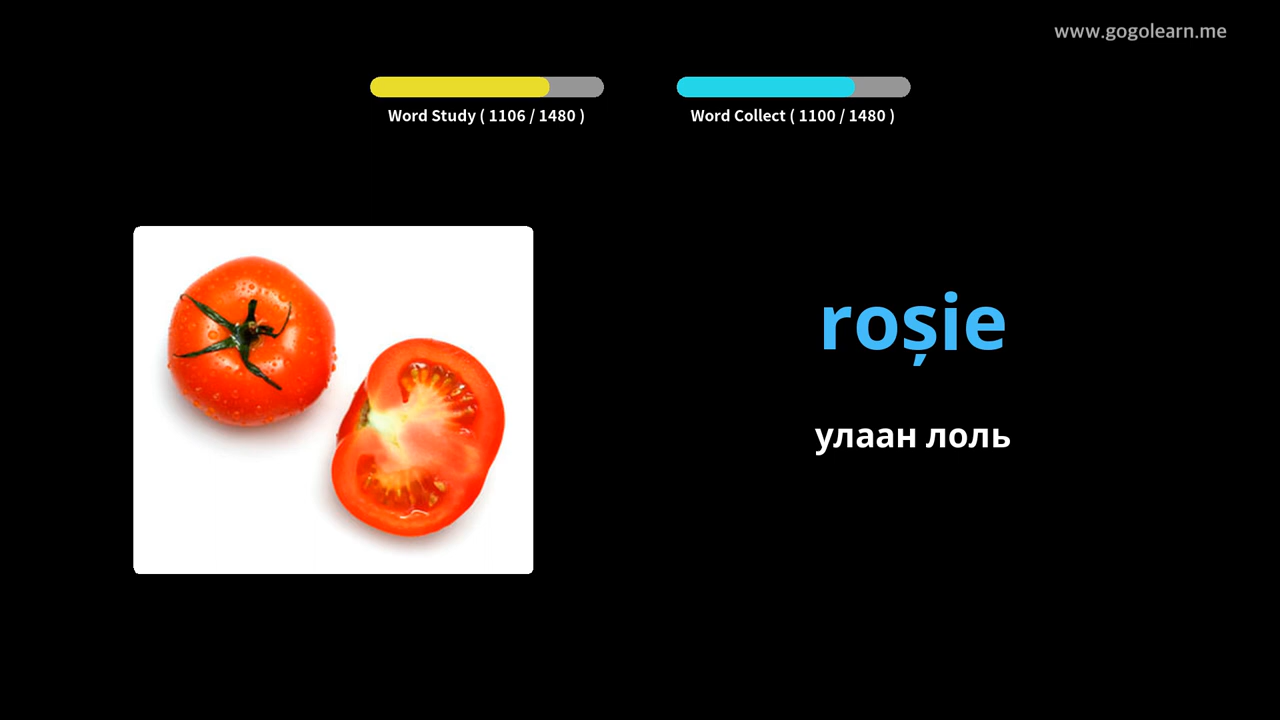 www.gogolearn.me
Word Study ( 1106 / 1480 )
Word Collect ( 1100 / 1480 )
roșie
улаан лоль